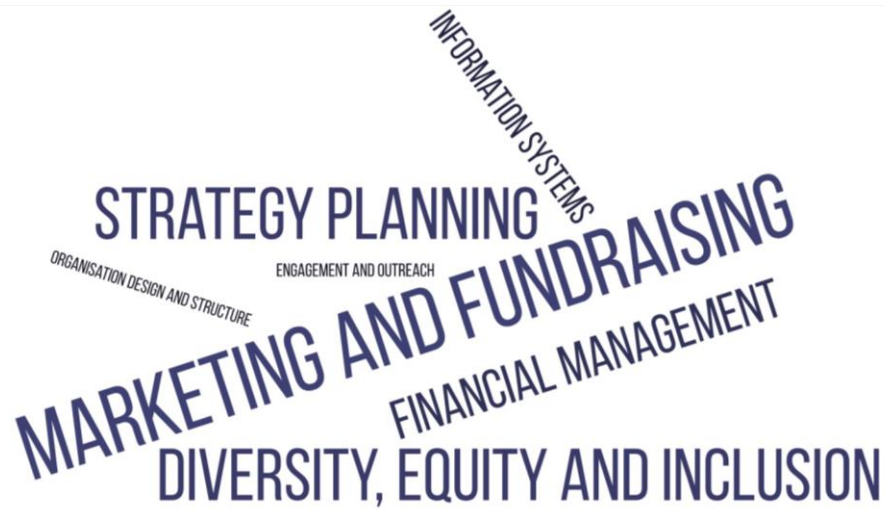 INFORMATION SYSTEMS
STRATEGY PLANNING
ORGANISATION DESIGN AND STRUCTURE
ENGAGEMENT AND OUTREACH
MARKETING AND FUNDRAISING
FINANCIAL MANAGEMENT
DIVERSITY, EQUITY AND INCLUSION